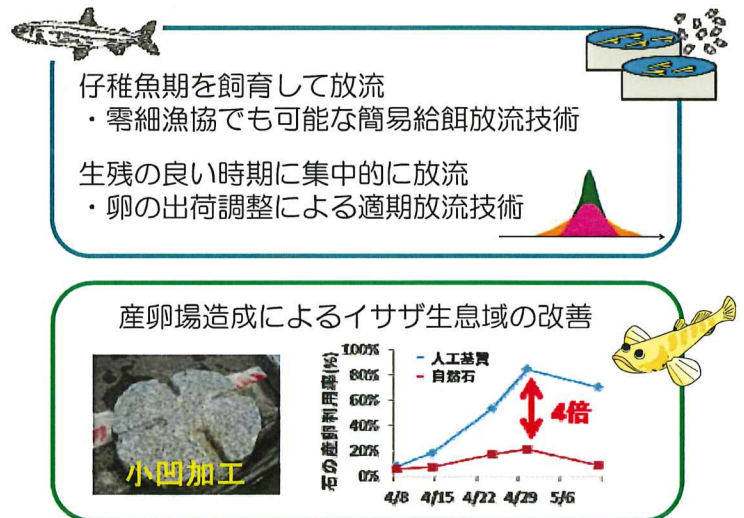 仔稚魚期を飼育して放流
・零細漁協でも可能な簡易給餌放流技術
生残の良い時期に集中的に放流
・卵の出荷調整による適期放流技術
産卵場造成によるイサザ生息域の改善
小凹加工
石の産卵利用率(%)
100%
80%
60%
40%
20%
0%
人工基質
自然石
4倍
4/8 4/15 4/22 4/29 5/6